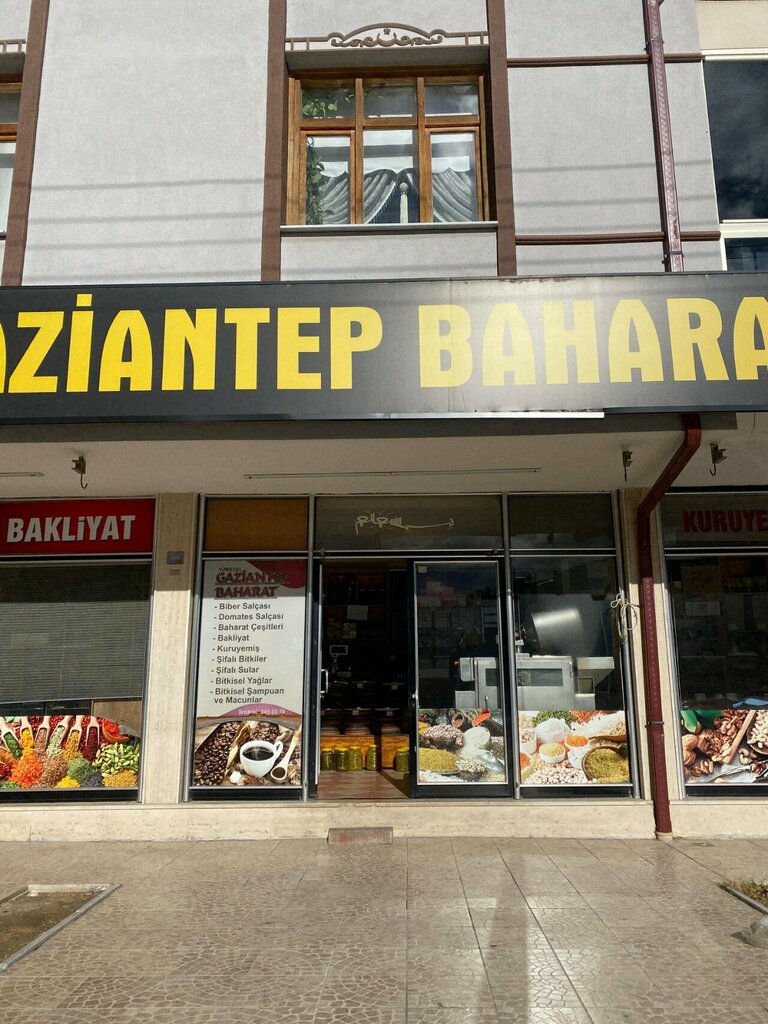 AZİANTEP BAHARA
BAKLİYAT
KURUYE
YÖRESEL
GAZİANTEP
BAHARAT
- Biber Salçası
- Domates Salçası
- Baharat Çeşitleri
- Bakliyat
- Kuruyemiş
- Şifalı Bitkiler
- Şifalı Sular
- Bitkisel Yağlar
- Bitkisel Şampuan
ve Macunlar